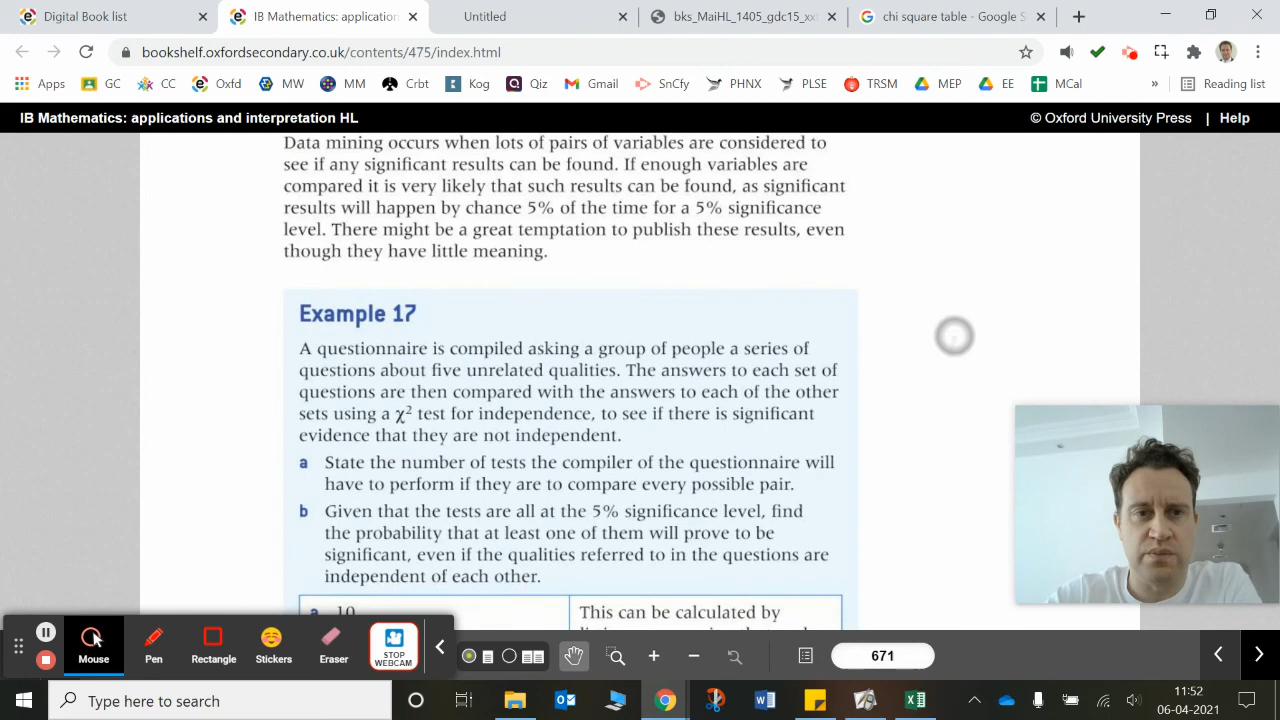 Digital Book list
IB Mathematics: application
Untitled
bks_MaiHL_1405_gdc15_xxt
chi square table - Google S
bookshelf.oxfordsecondary.co.uk/contents/475/index.html
Apps GC CC Oxfd MW MM Crbt Kog Qiz Gmail SnCfy PHNX PLSE TRSM MEP EE MCal » Reading list
IB Mathematics: applications and interpretation HL
© Oxford University Press | Help
Data mining occurs when lots of pairs of variables are considered to
see if any significant results can be found. If enough variables are
compared it is very likely that such results can be found, as significant
results will happen by chance 5% of the time for a 5% significance
level. There might be a great temptation to publish these results, even
though they have little meaning.
Example 17
A questionnaire is compiled asking a group of people a series of
questions about five unrelated qualities. The answers to each set of
questions are then compared with the answers to each of the other
sets using a χ² test for independence, to see if there is significant
evidence that they are not independent.
a State the number of tests the compiler of the questionnaire will
have to perform if they are to compare every possible pair.
b Given that the tests are all at the 5% significance level, find
the probability that at least one of them will prove to be
significant, even if the qualities referred to in the questions are
independent of each other.
a 10
This can be calculated by
Mouse Pen Rectangle Stickers Eraser STOP WEBCAM
671
Type here to search
11:52
06-04-2021